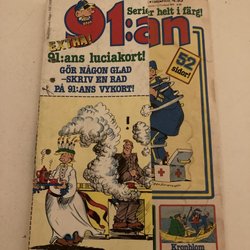 Serier helt i färg!
91:an
EXTRA!
91:ans luciakort!
GÖR NÅGON GLAD
-SKRIV EN RAD
PÅ 91:ANS VYKORT!
52
sidor!
Kronblom